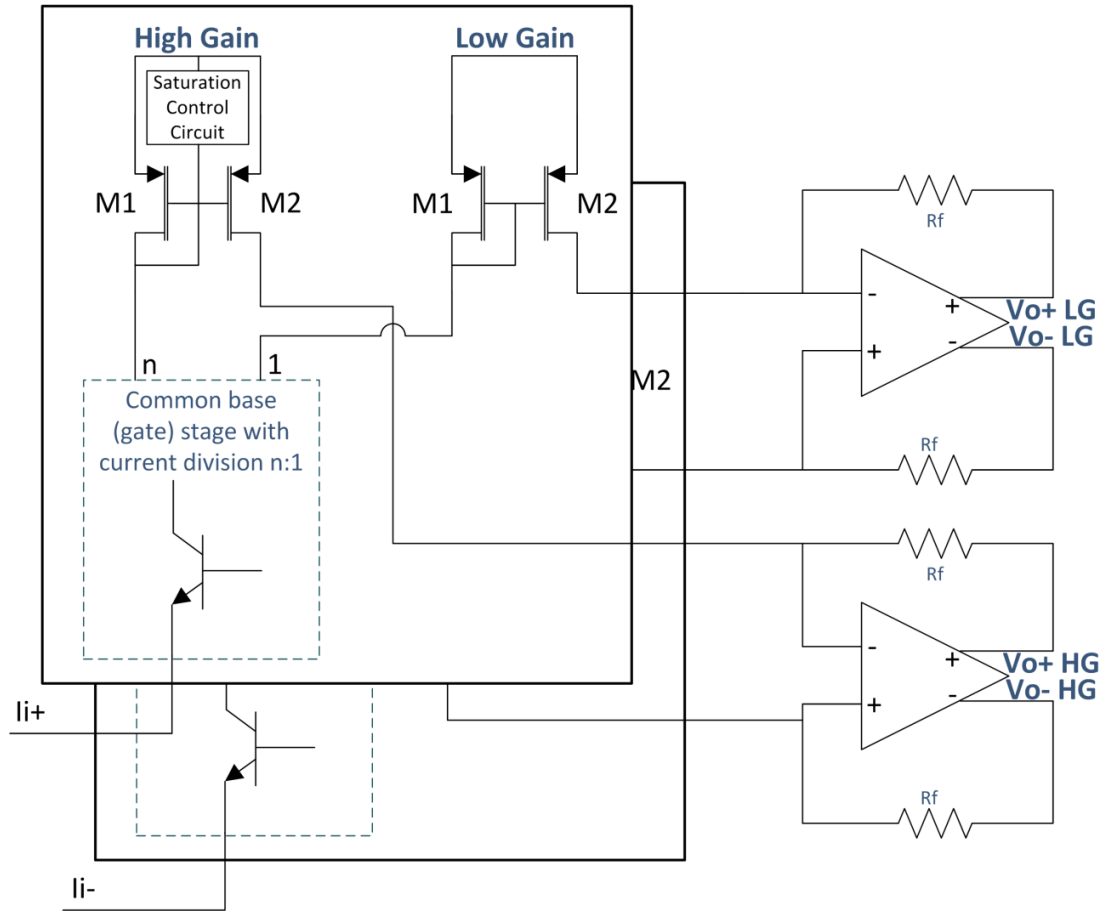 High Gain
Low Gain
Saturation
Control
Circuit
M1
M2
M1
M2
Rf
-
+
+
-
Vo+ LG
Vo- LG
n
1
M2
Common base
(gate) stage with
current division n:1
Rf
Rf
-
+
+
-
Vo+ HG
Vo- HG
Ii+
Rf
Ii-